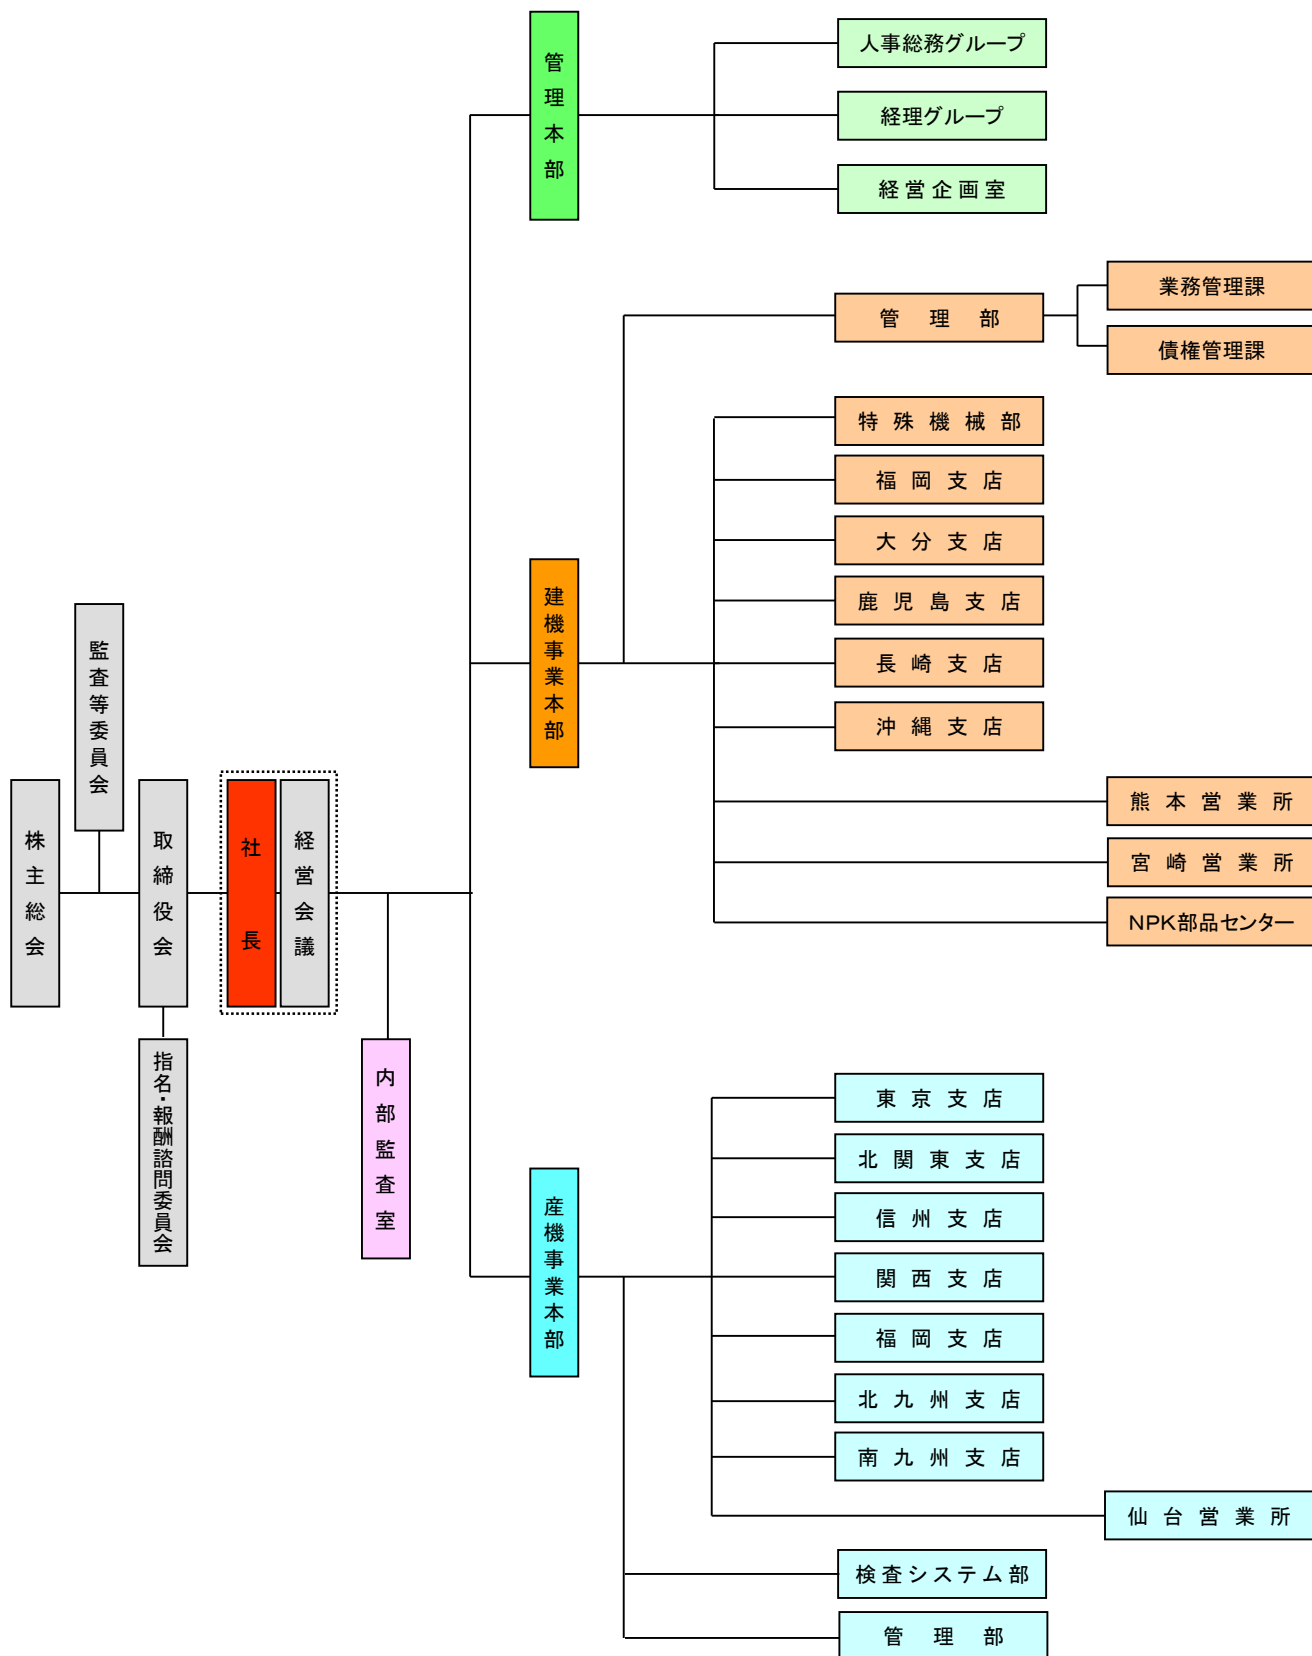 株主総会
監査等委員会
取締役会
指名・報酬諮問委員会
社長
経営会議
内部監査室
管理本部
人事総務グループ
経理グループ
経営企画室
建機事業本部
管理部
業務管理課
債権管理課
特殊機械部
福岡支店
大分支店
鹿児島支店
長崎支店
沖縄支店
熊本営業所
宮崎営業所
NPK部品センター
産機事業本部
東京支店
北関東支店
信州支店
関西支店
福岡支店
北九州支店
南九州支店
仙台営業所
検査システム部
管理部